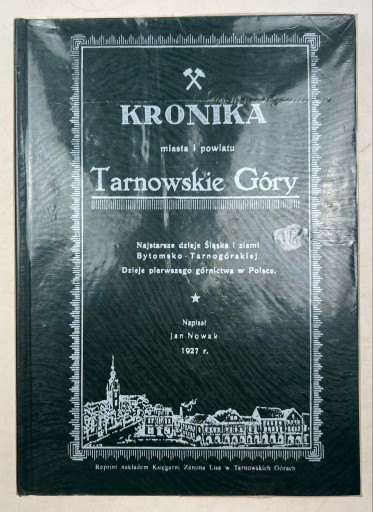 KRONIKA
miasta i powiatu
Tarnowskie Góry
Najstarsze dzieje Śląska i ziemi
Bytomsko-Tarnogórskiej
Dzieje pierwszego górnictwa w Polsce.
Napisał
Jan Nowak
1927 r.
Reprint nakładem Księgarni Zenona Lisa w Tarnowskich Górach